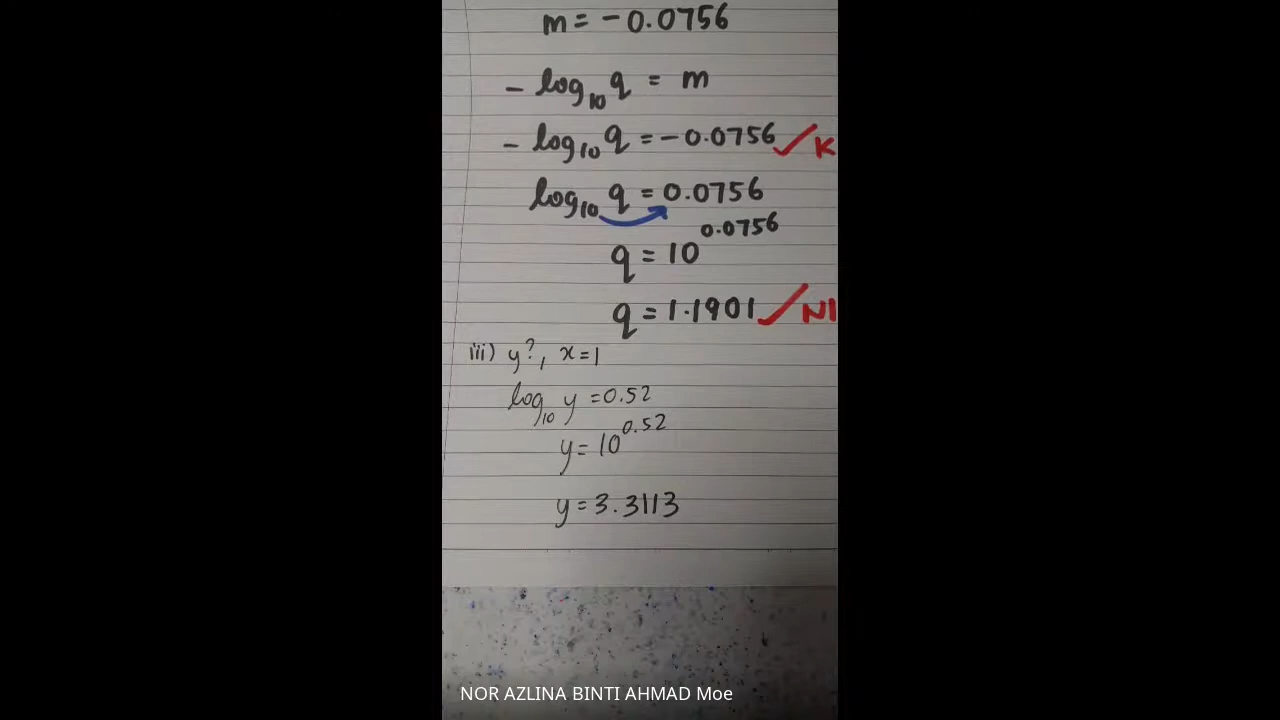 m = -0.0756
- log₁₀ q = m
- log₁₀ q = -0.0756 ✓K
log₁₀ q = 0.0756
q = 10^0.0756
q = 1.1901 ✓N1
iii) y?, x=1
log₁₀ y = 0.52
y = 10^0.52
y = 3.3113
NOR AZLINA BINTI AHMAD Moe